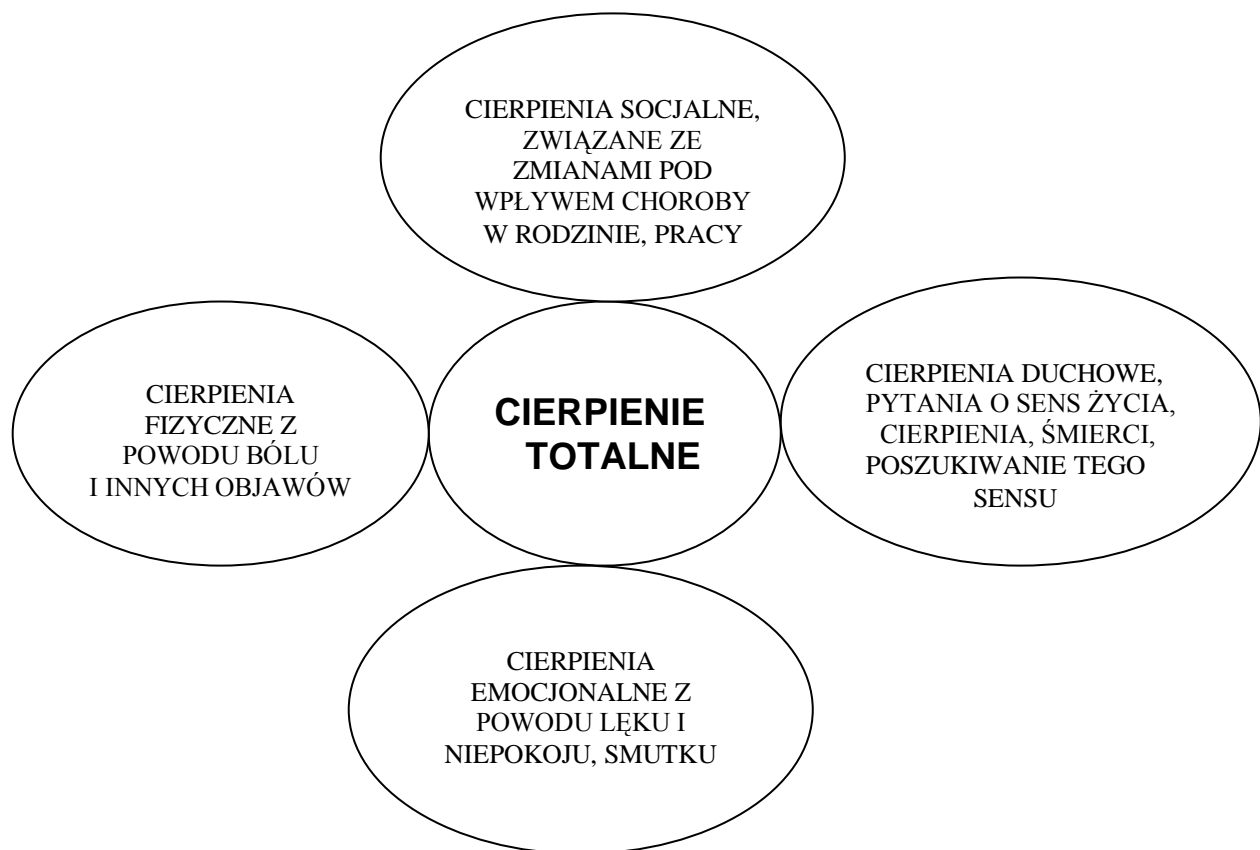 CIERPIENIA SOCJALNE,
ZWIĄZANE ZE
ZMIANAMI POD
WPŁYWEM CHOROBY
W RODZINIE, PRACY
CIERPIENIA
FIZYCZNE Z
POWODU BÓLU
I INNYCH OBJAWÓW
CIERPIENIE
TOTALNE
CIERPIENIA DUCHOWE,
PYTANIA O SENS ŻYCIA,
CIERPIENIA, ŚMIERCI,
POSZUKIWANIE TEGO
SENSU
CIERPIENIA
EMOCJONALNE Z
POWODU LĘKU I
NIEPOKOJU, SMUTKU